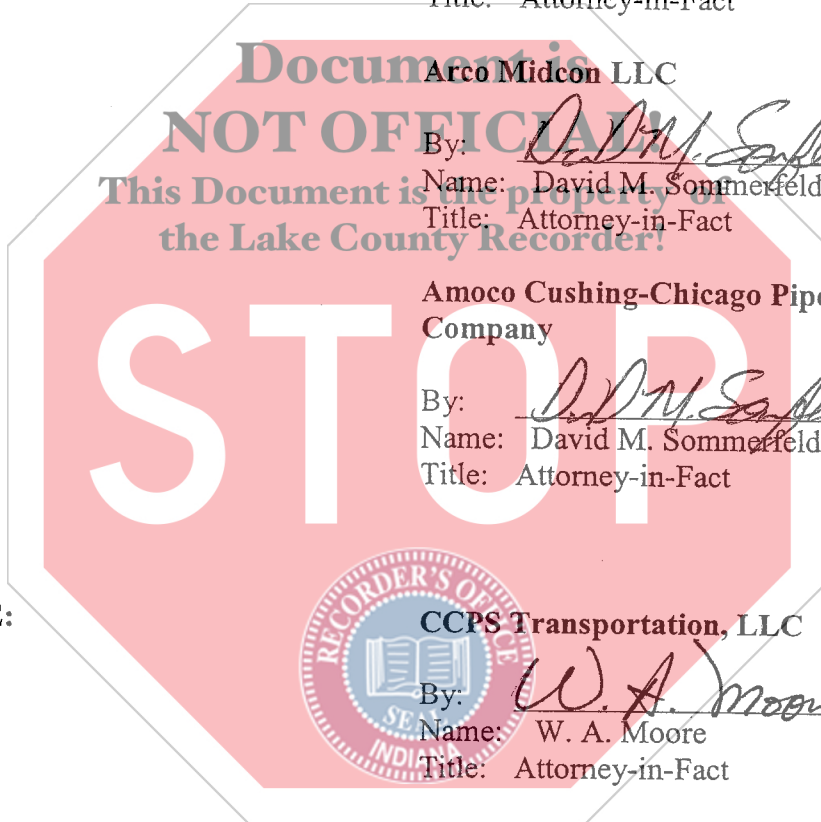 Title: Attorney-in-Fact
Document is
NOT OFFICIAL!
This Document is the property of
the Lake County Recorder!
Arco Midcon LLC
By:
Name: David M. Sommerfeld
Title: Attorney-in-Fact
Amoco Cushing-Chicago Pipe
Company
By:
Name: David M. Sommerfeld
Title: Attorney-in-Fact
STOP
RECORDER'S OFFICE
SEAL
INDIANA
CCPS Transportation, LLC
By: W. A. Moore
Name: W. A. Moore
Title: Attorney-in-Fact